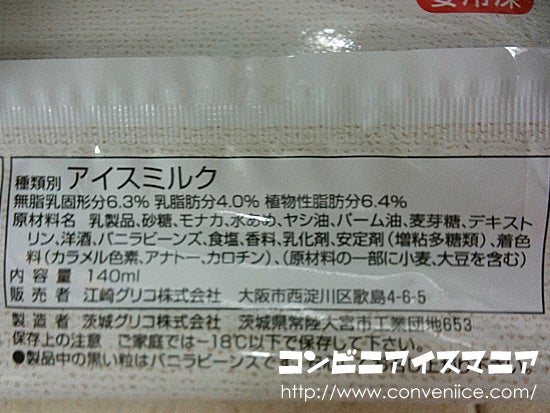 要冷凍
種類別 アイスミルク
無脂乳固形分6.3% 乳脂肪分4.0% 植物性脂肪分6.4%
原材料名 乳製品、砂糖、モナカ、水あめ、ヤシ油、パーム油、麦芽糖、デキスト
リン、洋酒、バニラビーンズ、食塩、香料、乳化剤、安定剤(増粘多糖類)、着色
料(カラメル色素、アナトー、カロチン)、(原材料の一部に小麦、大豆を含む)
内 容 量 140ml
販 売 者 江崎グリコ株式会社 大阪市西淀川区歌島4-6-5
製 造 者 茨城グリコ株式会社 茨城県常陸大宮市工業団地653
保存上の注意 ご家庭では−18℃以下で保存して下さい。
●製品中の黒い粒はバニラビーンズで
コンビニアイスマニア
http://www.conveniice.com/